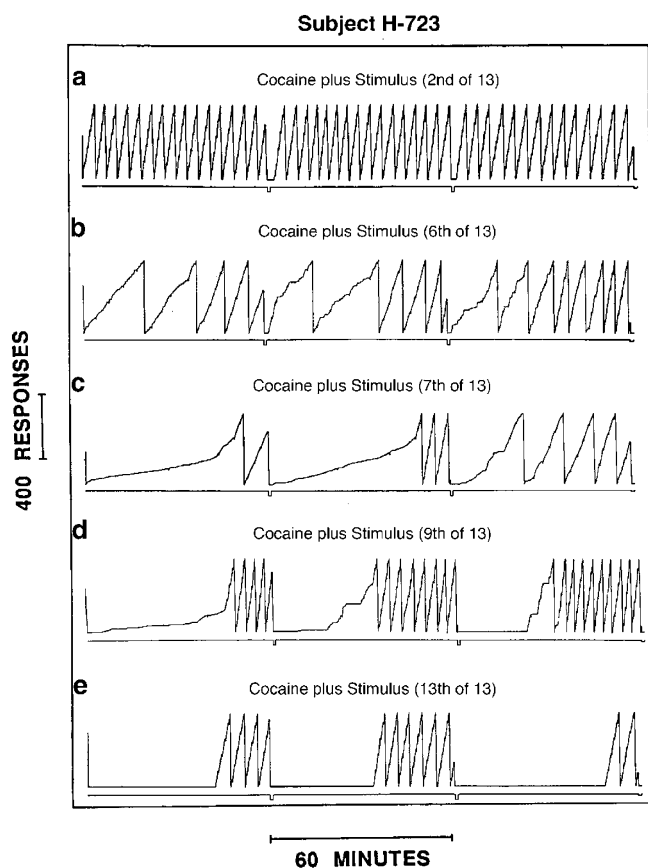 Subject H-723
a
Cocaine plus Stimulus (2nd of 13)
b
Cocaine plus Stimulus (6th of 13)
c
Cocaine plus Stimulus (7th of 13)
d
Cocaine plus Stimulus (9th of 13)
e
Cocaine plus Stimulus (13th of 13)
400 RESPONSES
60 MINUTES